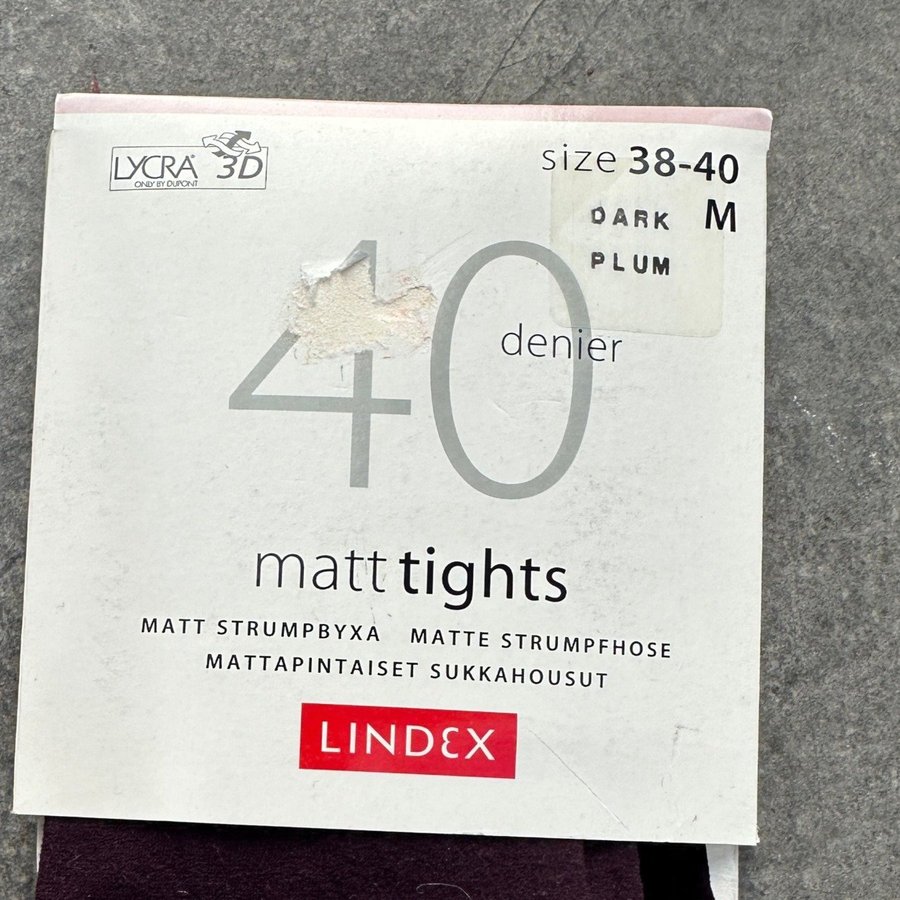 LYCRA® 3D
ONLY BY DUPONT
size 38-40
DARK M
PLUM
40
denier
matt tights
MATT STRUMPBYXA MATTE STRUMPFHOSE
MATTAPINTAISET SUKKAHOUSUT
LINDEX